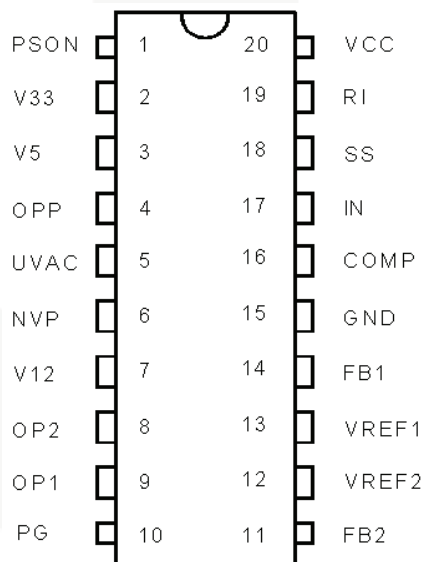 PSON 1 20 VCC
V33 2 19 RI
V5 3 18 SS
OPP 4 17 IN
UVAC 5 16 COMP
NVP 6 15 GND
V12 7 14 FB1
OP2 8 13 VREF1
OP1 9 12 VREF2
PG 10 11 FB2